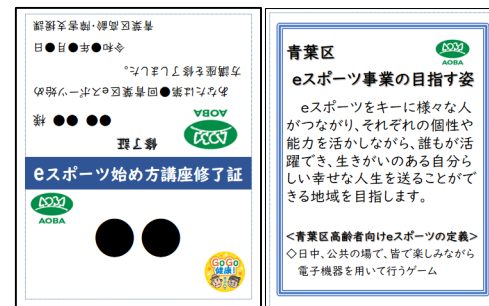 修了証
AOBA
●● ●● 様
あなたは第●回青葉区eスポーツ始め
方講座を修了しました。
令和●年●月●日
青葉区高齢・障害支援課
eスポーツ始め方講座修了証
AOBA
GoGo
健康!
青葉区
AOBA
eスポーツ事業の目指す姿
eスポーツをキーに様々な人
がつながり、それぞれの個性や
能力を活かしながら、誰もが活
躍でき、生きがいのある自分ら
しい幸せな人生を送ることがで
きる地域を目指します。
<青葉区高齢者向けeスポーツの定義>
◇日中、公共の場で、皆で楽しみながら
電子機器を用いて行うゲーム